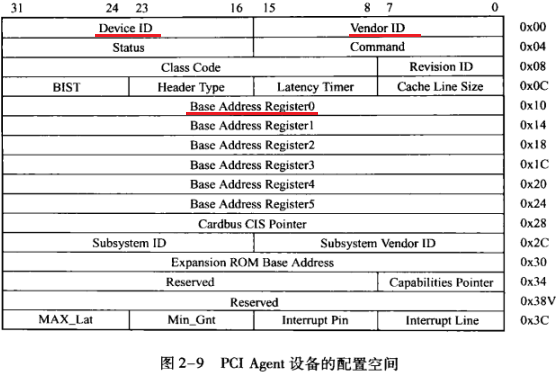 31 24 23 16 15 8 7 0
Device ID Vendor ID 0x00
Status Command 0x04
Class Code Revision ID 0x08
BIST Header Type Latency Timer Cache Line Size 0x0C
Base Address Register0 0x10
Base Address Register1 0x14
Base Address Register2 0x18
Base Address Register3 0x1C
Base Address Register4 0x20
Base Address Register5 0x24
Cardbus CIS Pointer 0x28
Subsystem ID Subsystem Vendor ID 0x2C
Expansion ROM Base Address 0x30
Reserved Capabilities Pointer 0x34
Reserved 0x38V
MAX_Lat Min_Gnt Interrupt Pin Interrupt Line 0x3C
图 2-9 PCI Agent 设备的配置空间